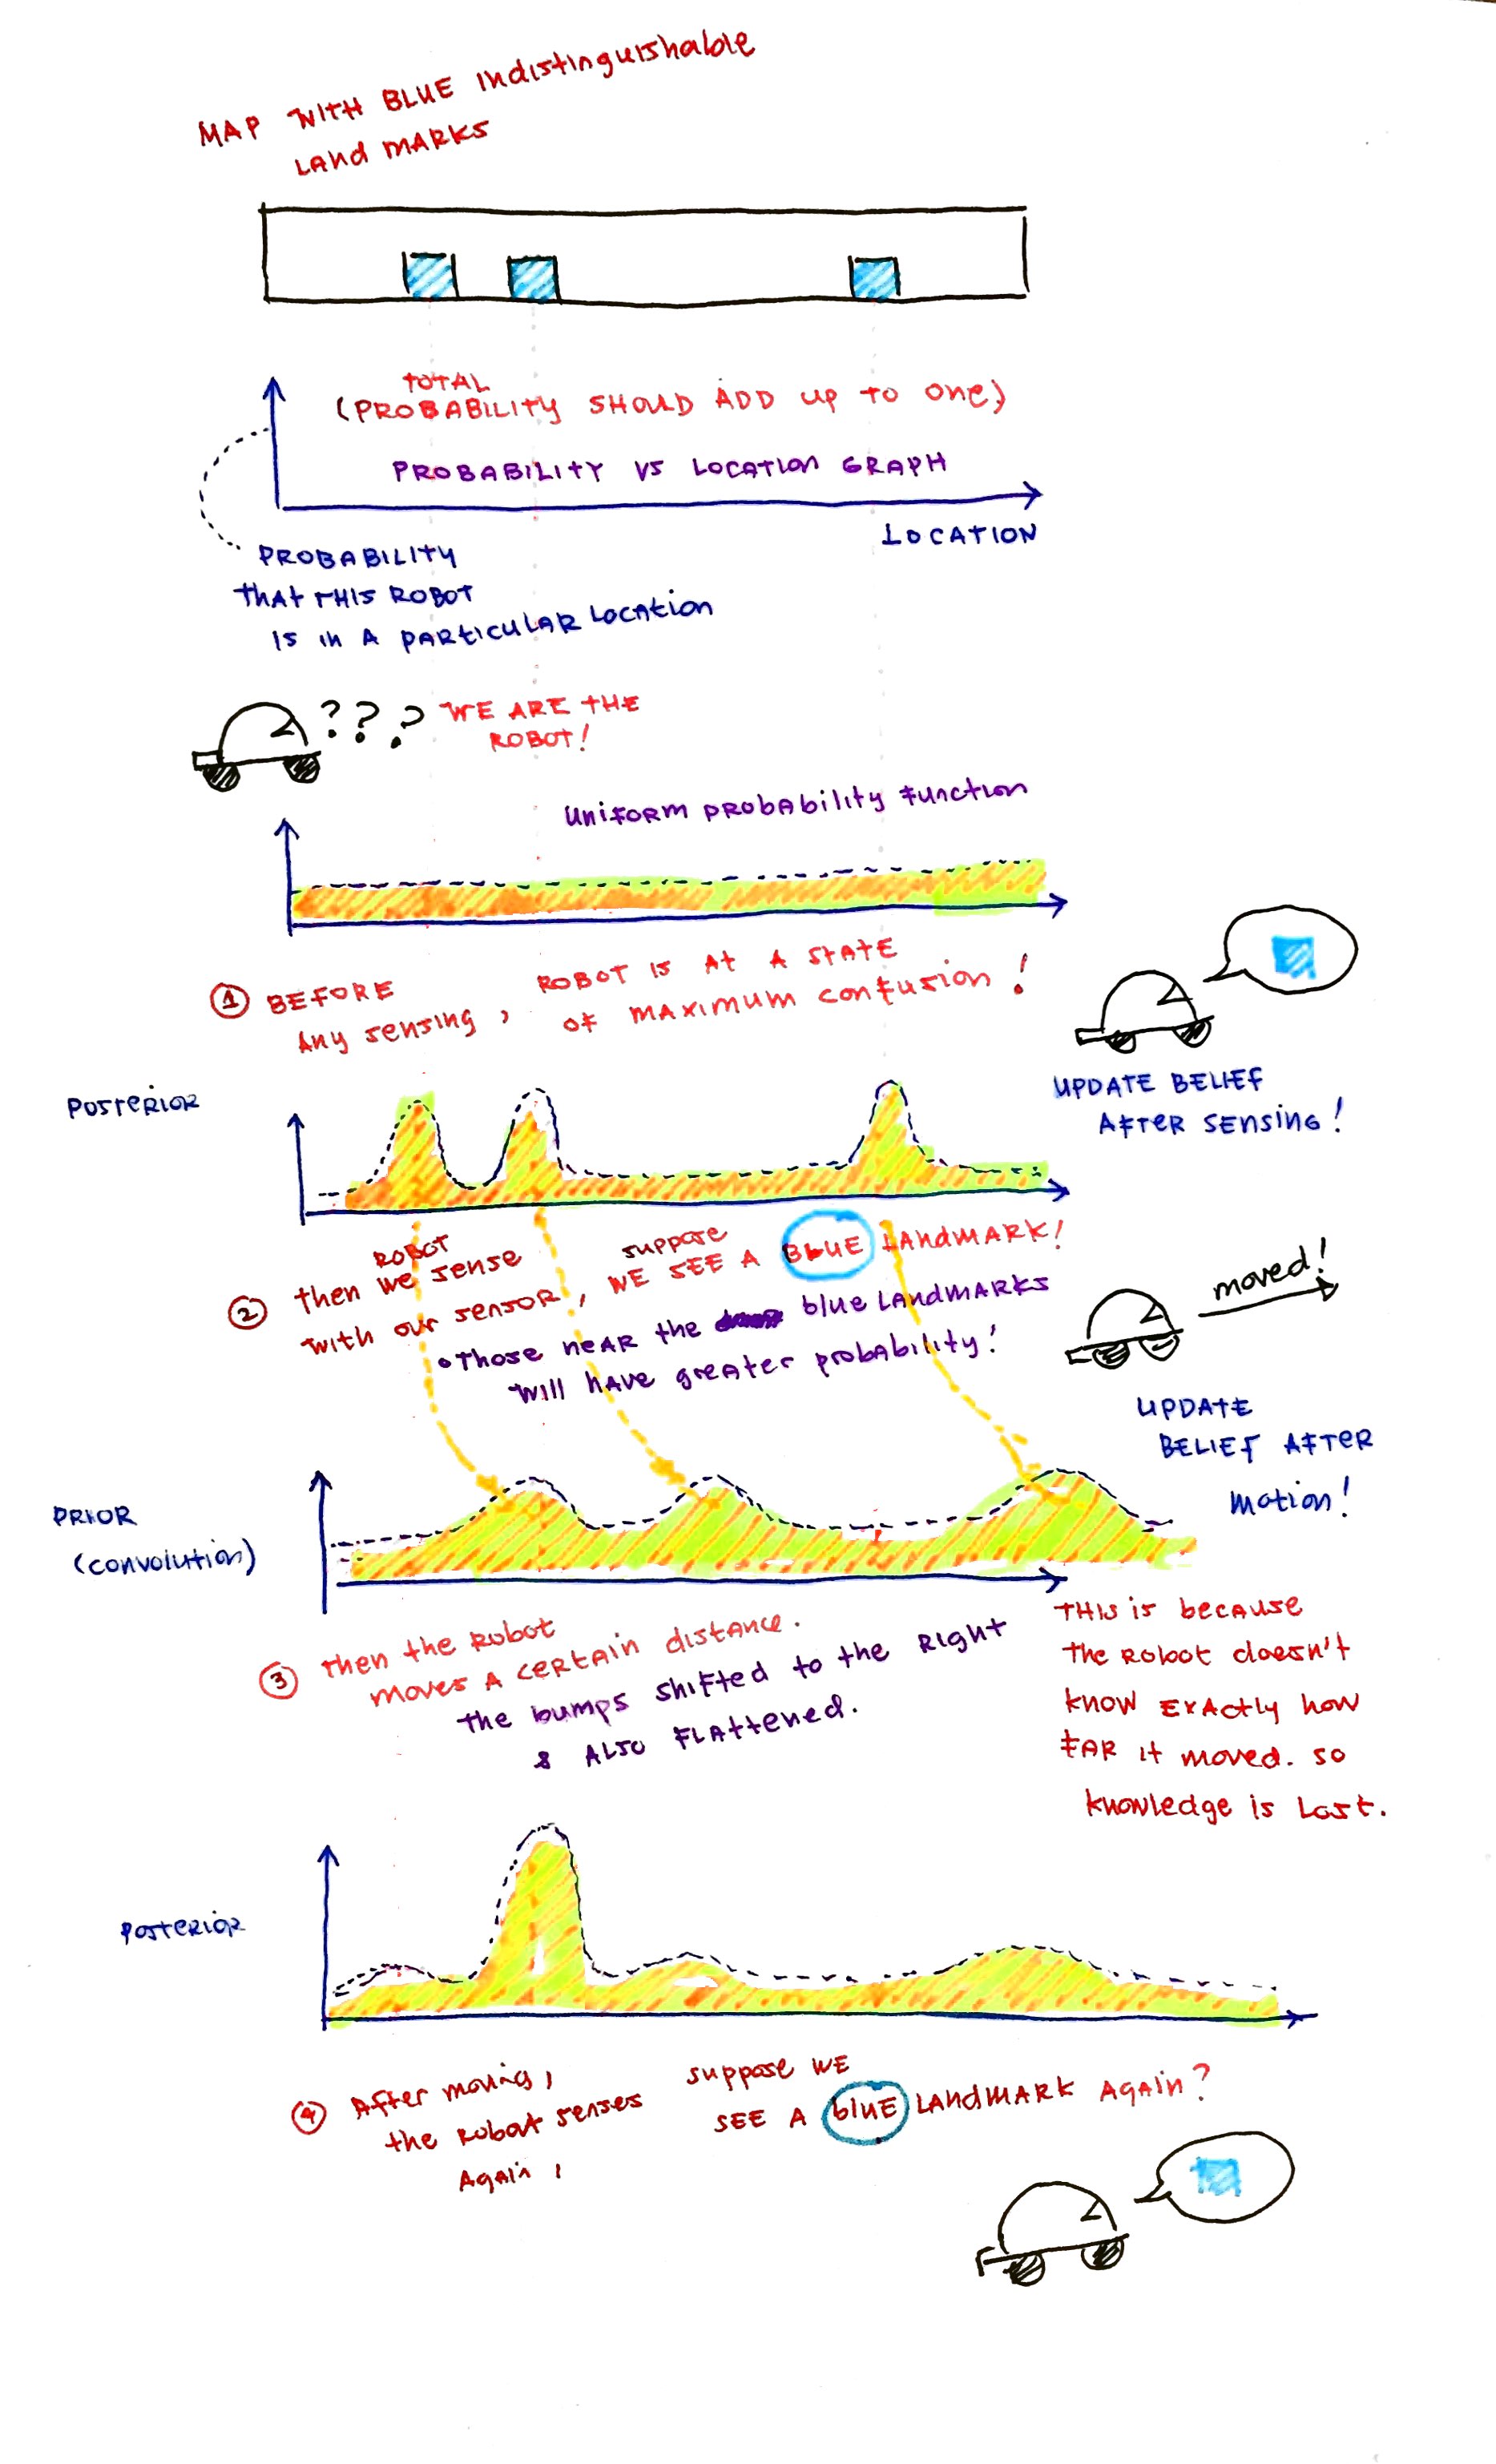 MAP WITH BLUE Indistinguishable
LAnd MARKS
TOTAL
(PROBABILITY SHOULD ADD up to one)
PROBABILITY VS LOCATION GRAPH
LOCATION
PROBABILITY
THAT THIS ROBOT
IS in A PARTICULAR LOCATION
??? WE ARE THE
ROBOT!
UNIFORM PRObAbility Function
① BEFORE
Any sensing,
ROBOT IS At A STATE
of MAXIMUM confusion!
UPDATE BELIEF
AFTER SENSING!
POSTERIOR
ROBOT
② then we sense
with our sensor,
suppose
WE SEE A BLUE LANDMARK!
• Those near the blue LANDMARKS
will have greater probability!
moved!
UPDATE
BELIEF AFTER
motion!
PRIOR
(convolution)
③ then the Robot
moves A certain distance.
the bumps shifted to the Right
& ALSO FLAttened.
THIS is because
the Robot doesn't
know EXACtly how
FAR it moved. so
knowledge is Lost.
POSTERIOR
④ After moving,
the Robot senses
Again,
suppose WE
SEE A blUE LANDMARK AgAin?